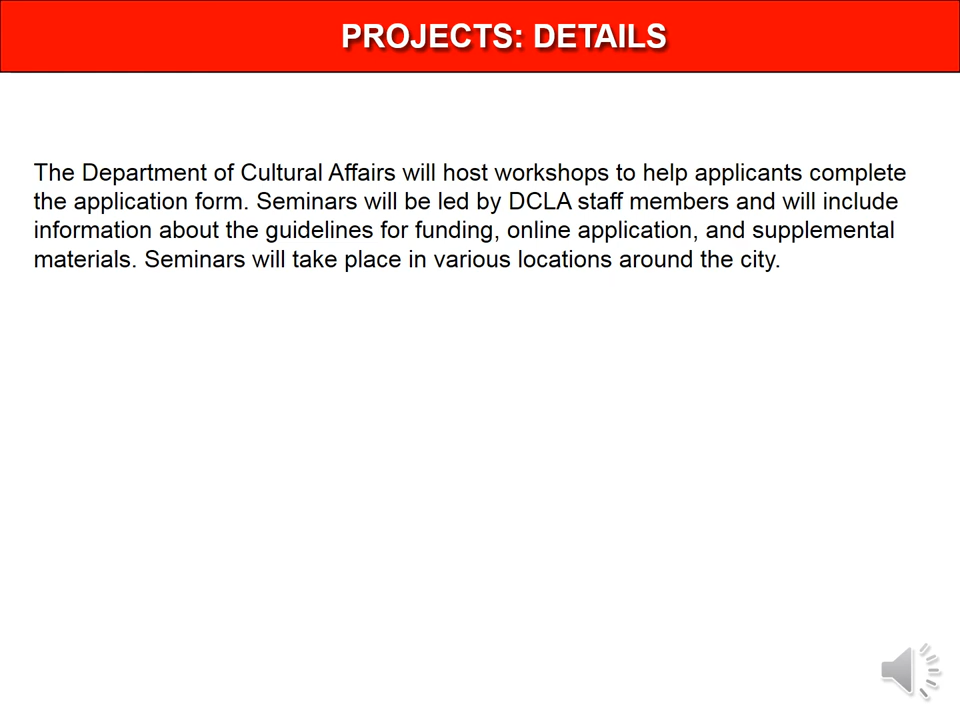 PROJECTS: DETAILS
The Department of Cultural Affairs will host workshops to help applicants complete
the application form. Seminars will be led by DCLA staff members and will include
information about the guidelines for funding, online application, and supplemental
materials. Seminars will take place in various locations around the city.